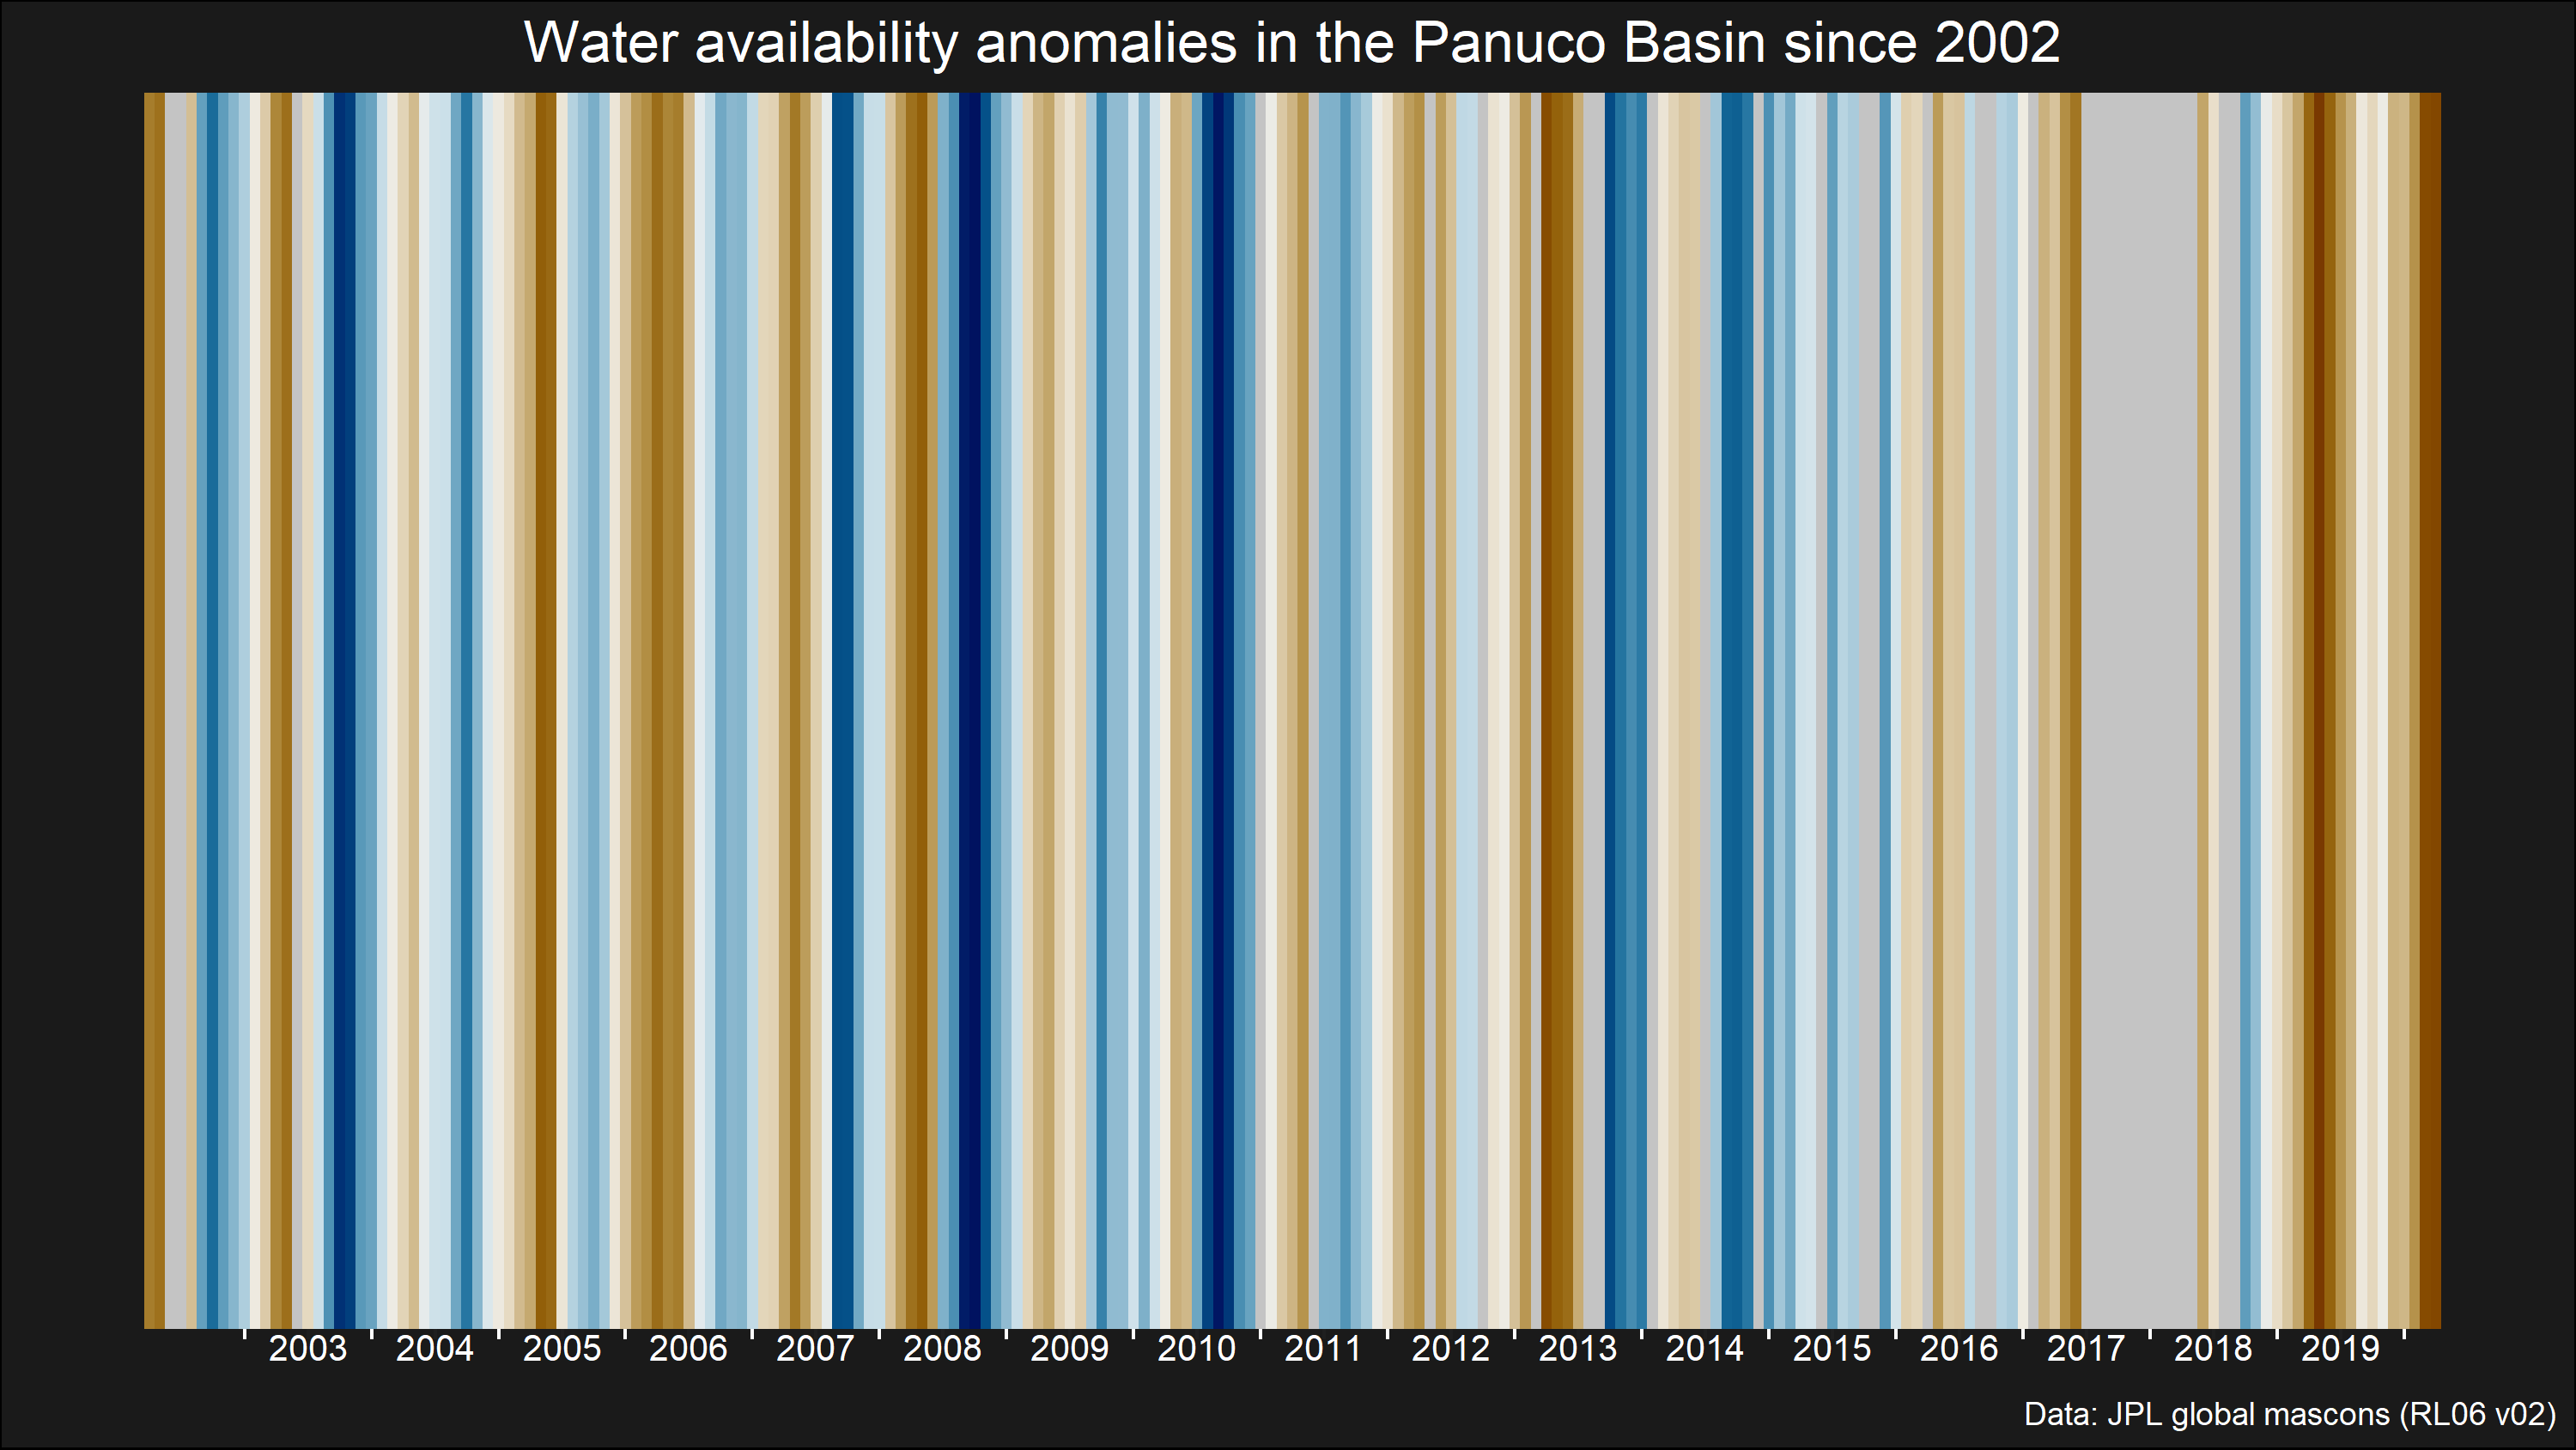 Water availability anomalies in the Panuco Basin since 2002
2003 2004 2005 2006 2007 2008 2009 2010 2011 2012 2013 2014 2015 2016 2017 2018 2019
Data: JPL global mascons (RL06 v02)